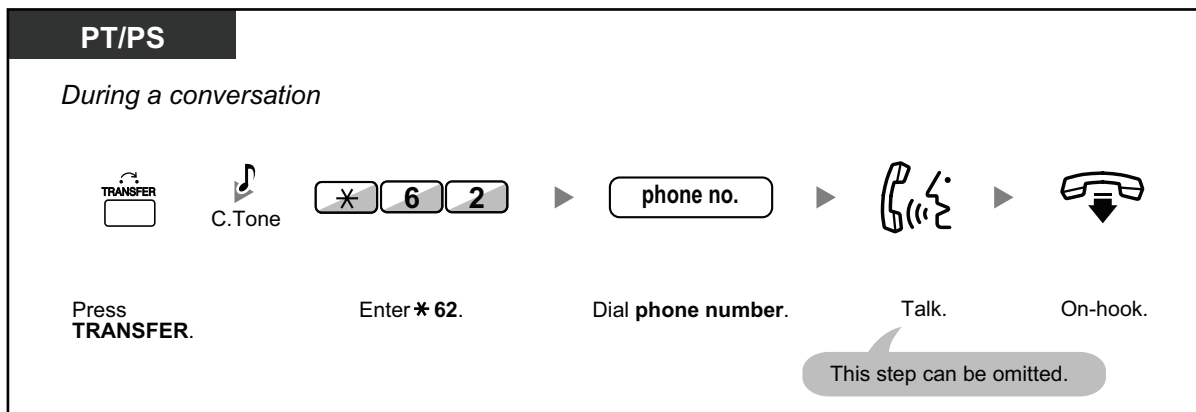 PT/PS
During a conversation
TRANSFER
C.Tone
* 6 2
phone no.
Press
TRANSFER.
Enter * 62.
Dial phone number.
Talk.
On-hook.
This step can be omitted.